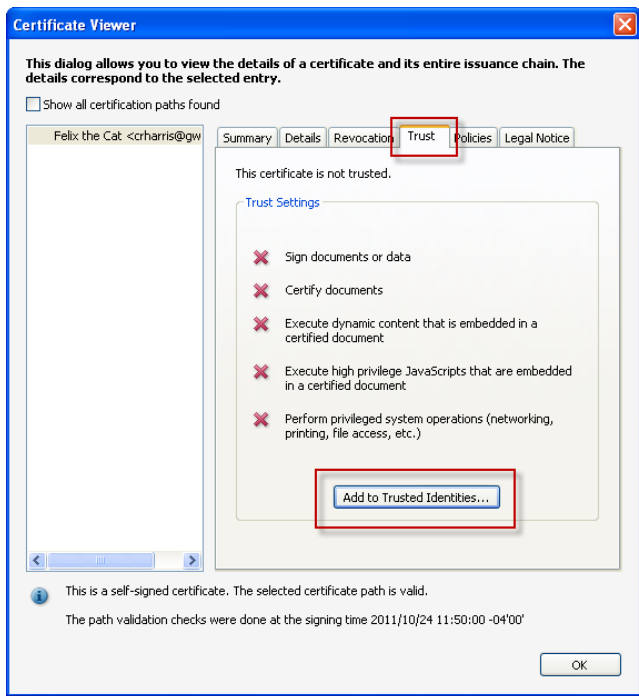 Certificate Viewer
This dialog allows you to view the details of a certificate and its entire issuance chain. The
details correspond to the selected entry.
Show all certification paths found
Felix the Cat <crharris@gw
Summary Details Revocation Trust Policies Legal Notice
This certificate is not trusted.
Trust Settings
Sign documents or data
Certify documents
Execute dynamic content that is embedded in a
certified document
Execute high privilege JavaScripts that are embedded
in a certified document
Perform privileged system operations (networking,
printing, file access, etc.)
Add to Trusted Identities...
This is a self-signed certificate. The selected certificate path is valid.
The path validation checks were done at the signing time 2011/10/24 11:50:00 -04'00'
OK